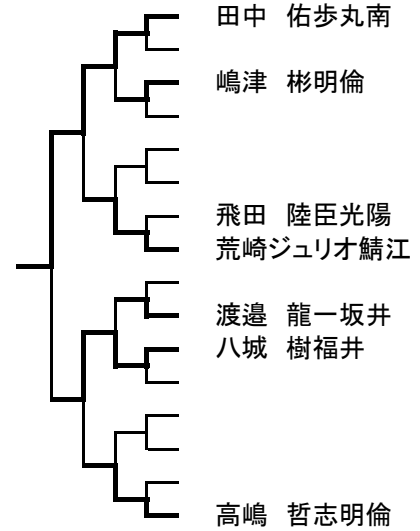 田中　佑歩丸南
嶋津　彬明倫
飛田　陸臣光陽
荒崎ジュリオ鯖江
渡邉　龍一坂井
八城　樹福井
高嶋　哲志明倫